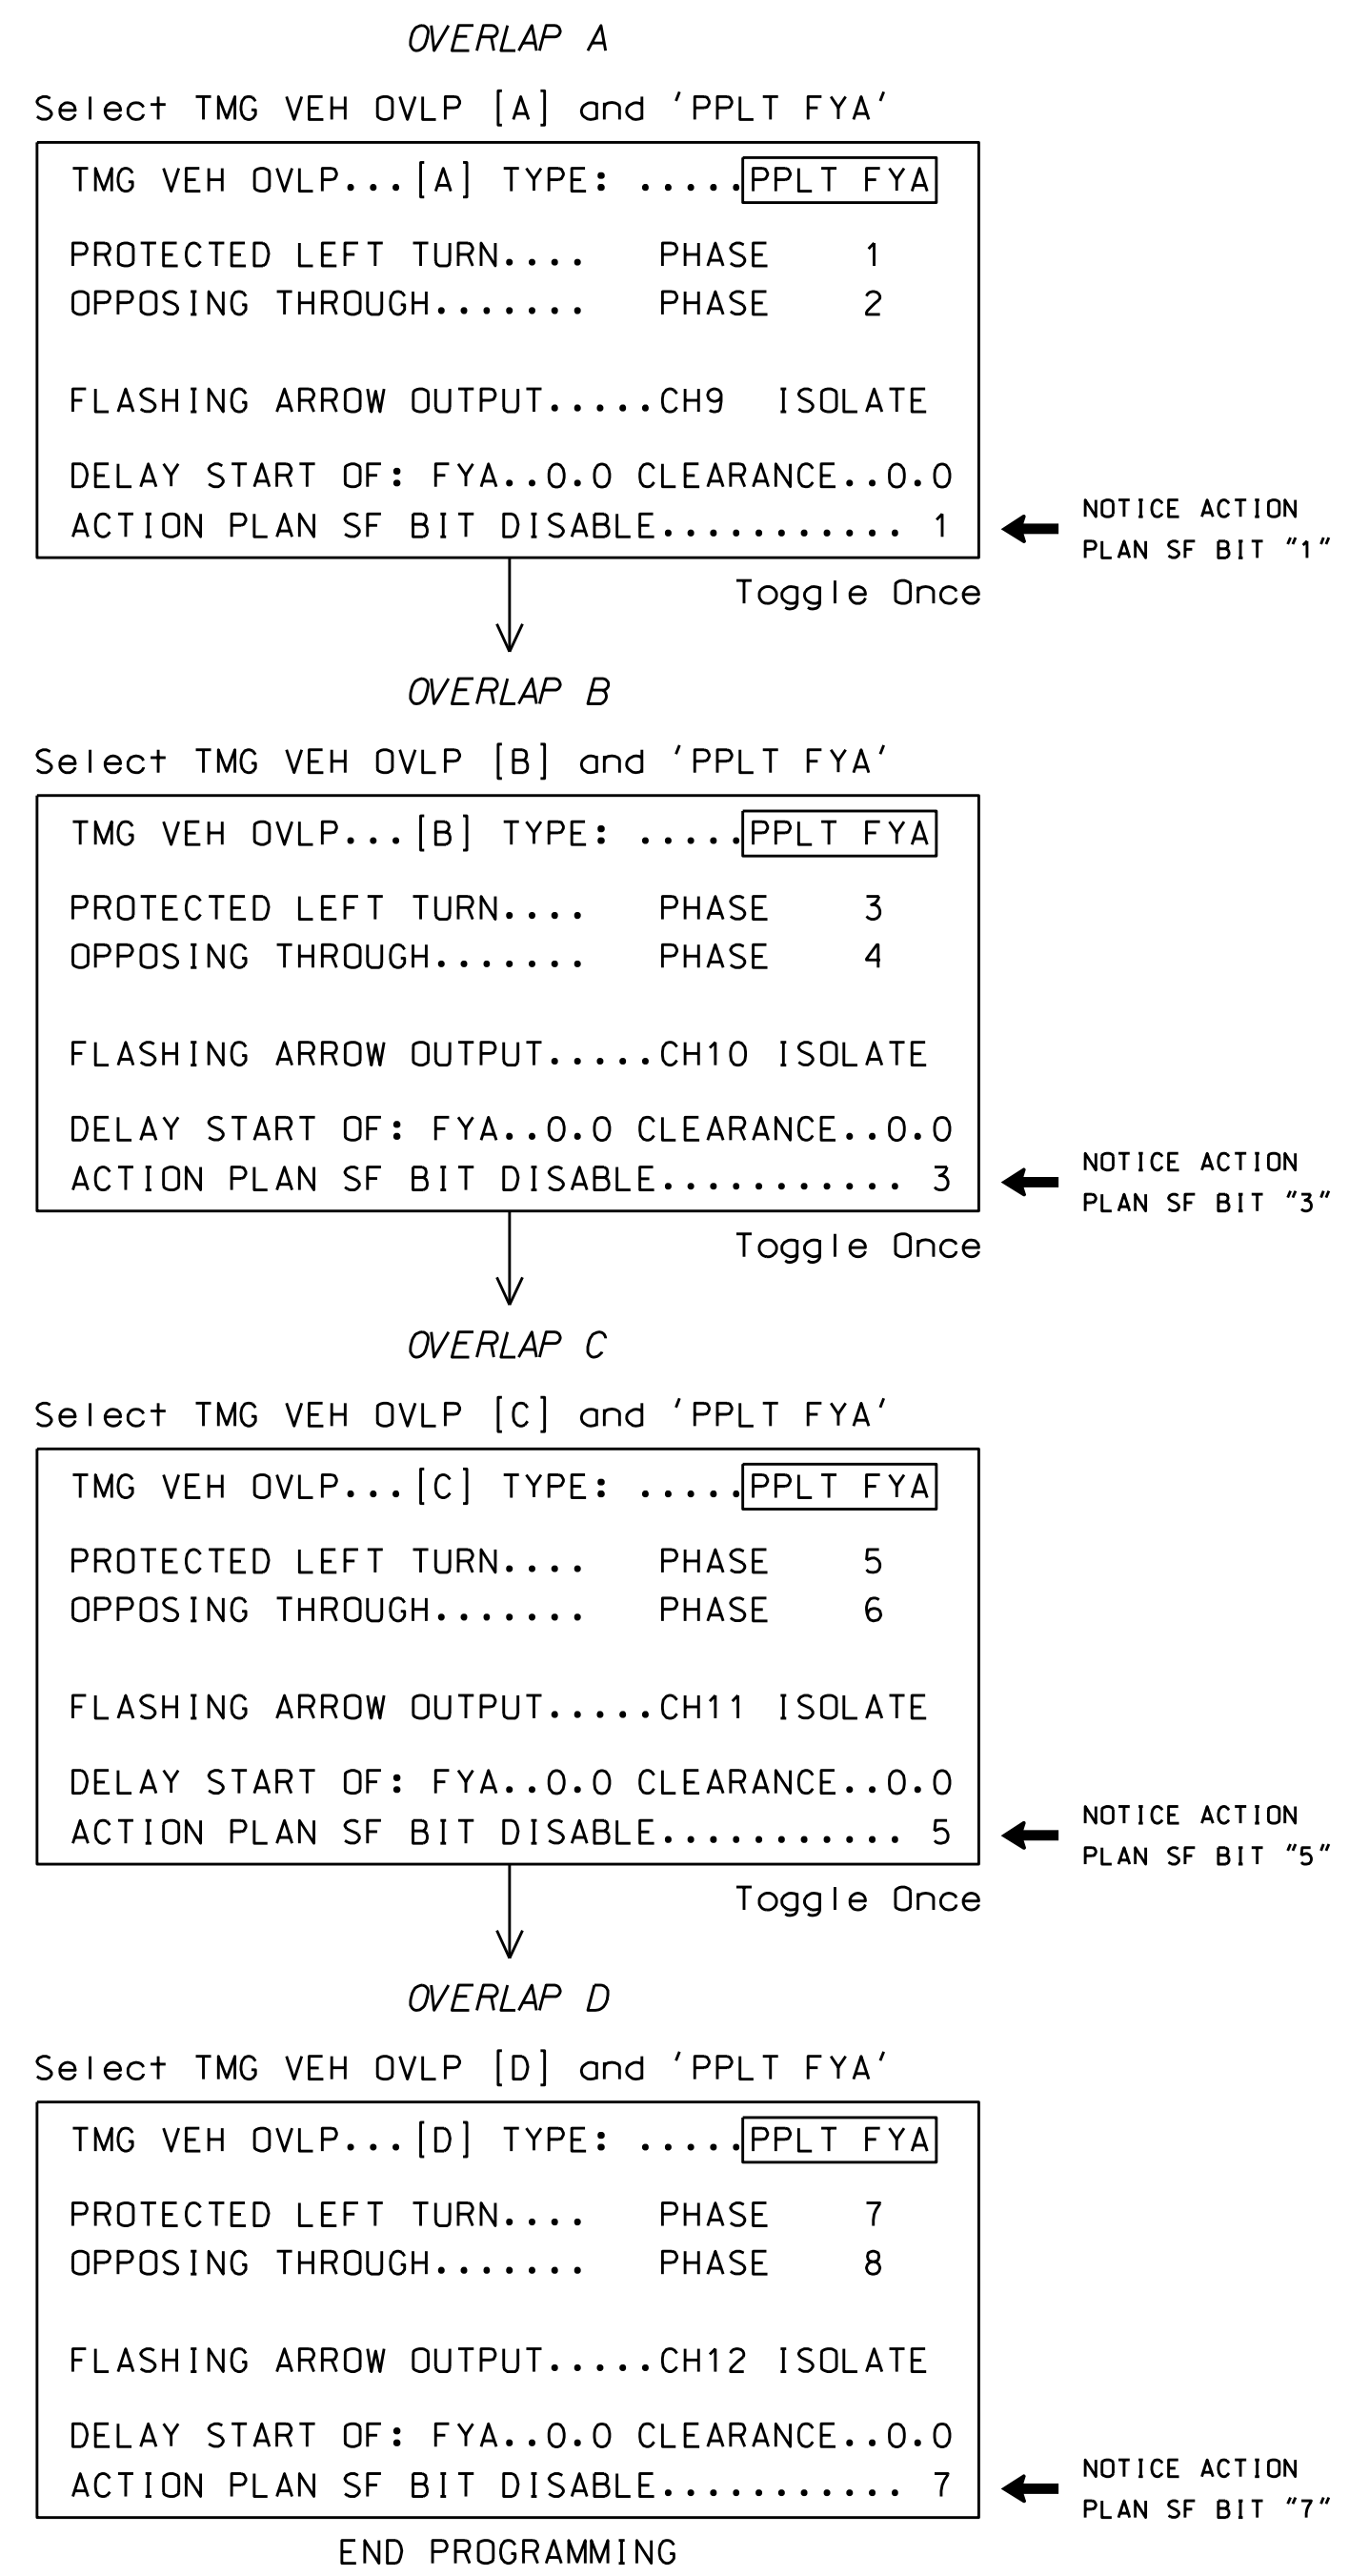 OVERLAP A
Select TMG VEH OVLP [A] and 'PPLT FYA'
TMG VEH OVLP...[A] TYPE: .....PPLT FYA
PROTECTED LEFT TURN.... PHASE 1
OPPOSING THROUGH....... PHASE 2
FLASHING ARROW OUTPUT.....CH9 ISOLATE
DELAY START OF: FYA..0.0 CLEARANCE..0.0
ACTION PLAN SF BIT DISABLE........... 1
NOTICE ACTION
PLAN SF BIT "1"
Toggle Once
OVERLAP B
Select TMG VEH OVLP [B] and 'PPLT FYA'
TMG VEH OVLP...[B] TYPE: .....PPLT FYA
PROTECTED LEFT TURN.... PHASE 3
OPPOSING THROUGH....... PHASE 4
FLASHING ARROW OUTPUT.....CH10 ISOLATE
DELAY START OF: FYA..0.0 CLEARANCE..0.0
ACTION PLAN SF BIT DISABLE........... 3
NOTICE ACTION
PLAN SF BIT "3"
Toggle Once
OVERLAP C
Select TMG VEH OVLP [C] and 'PPLT FYA'
TMG VEH OVLP...[C] TYPE: .....PPLT FYA
PROTECTED LEFT TURN.... PHASE 5
OPPOSING THROUGH....... PHASE 6
FLASHING ARROW OUTPUT.....CH11 ISOLATE
DELAY START OF: FYA..0.0 CLEARANCE..0.0
ACTION PLAN SF BIT DISABLE........... 5
NOTICE ACTION
PLAN SF BIT "5"
Toggle Once
OVERLAP D
Select TMG VEH OVLP [D] and 'PPLT FYA'
TMG VEH OVLP...[D] TYPE: .....PPLT FYA
PROTECTED LEFT TURN.... PHASE 7
OPPOSING THROUGH....... PHASE 8
FLASHING ARROW OUTPUT.....CH12 ISOLATE
DELAY START OF: FYA..0.0 CLEARANCE..0.0
ACTION PLAN SF BIT DISABLE........... 7
NOTICE ACTION
PLAN SF BIT "7"
END PROGRAMMING